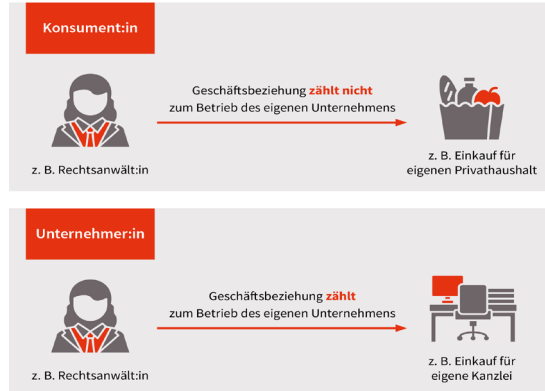 Konsument:in
Geschäftsbeziehung zählt nicht
zum Betrieb des eigenen Unternehmens
z. B. Rechtsanwält:in
z. B. Einkauf für
eigenen Privathaushalt
Unternehmer:in
Geschäftsbeziehung zählt
zum Betrieb des eigenen Unternehmens
z. B. Rechtsanwält:in
z. B. Einkauf für
eigene Kanzlei